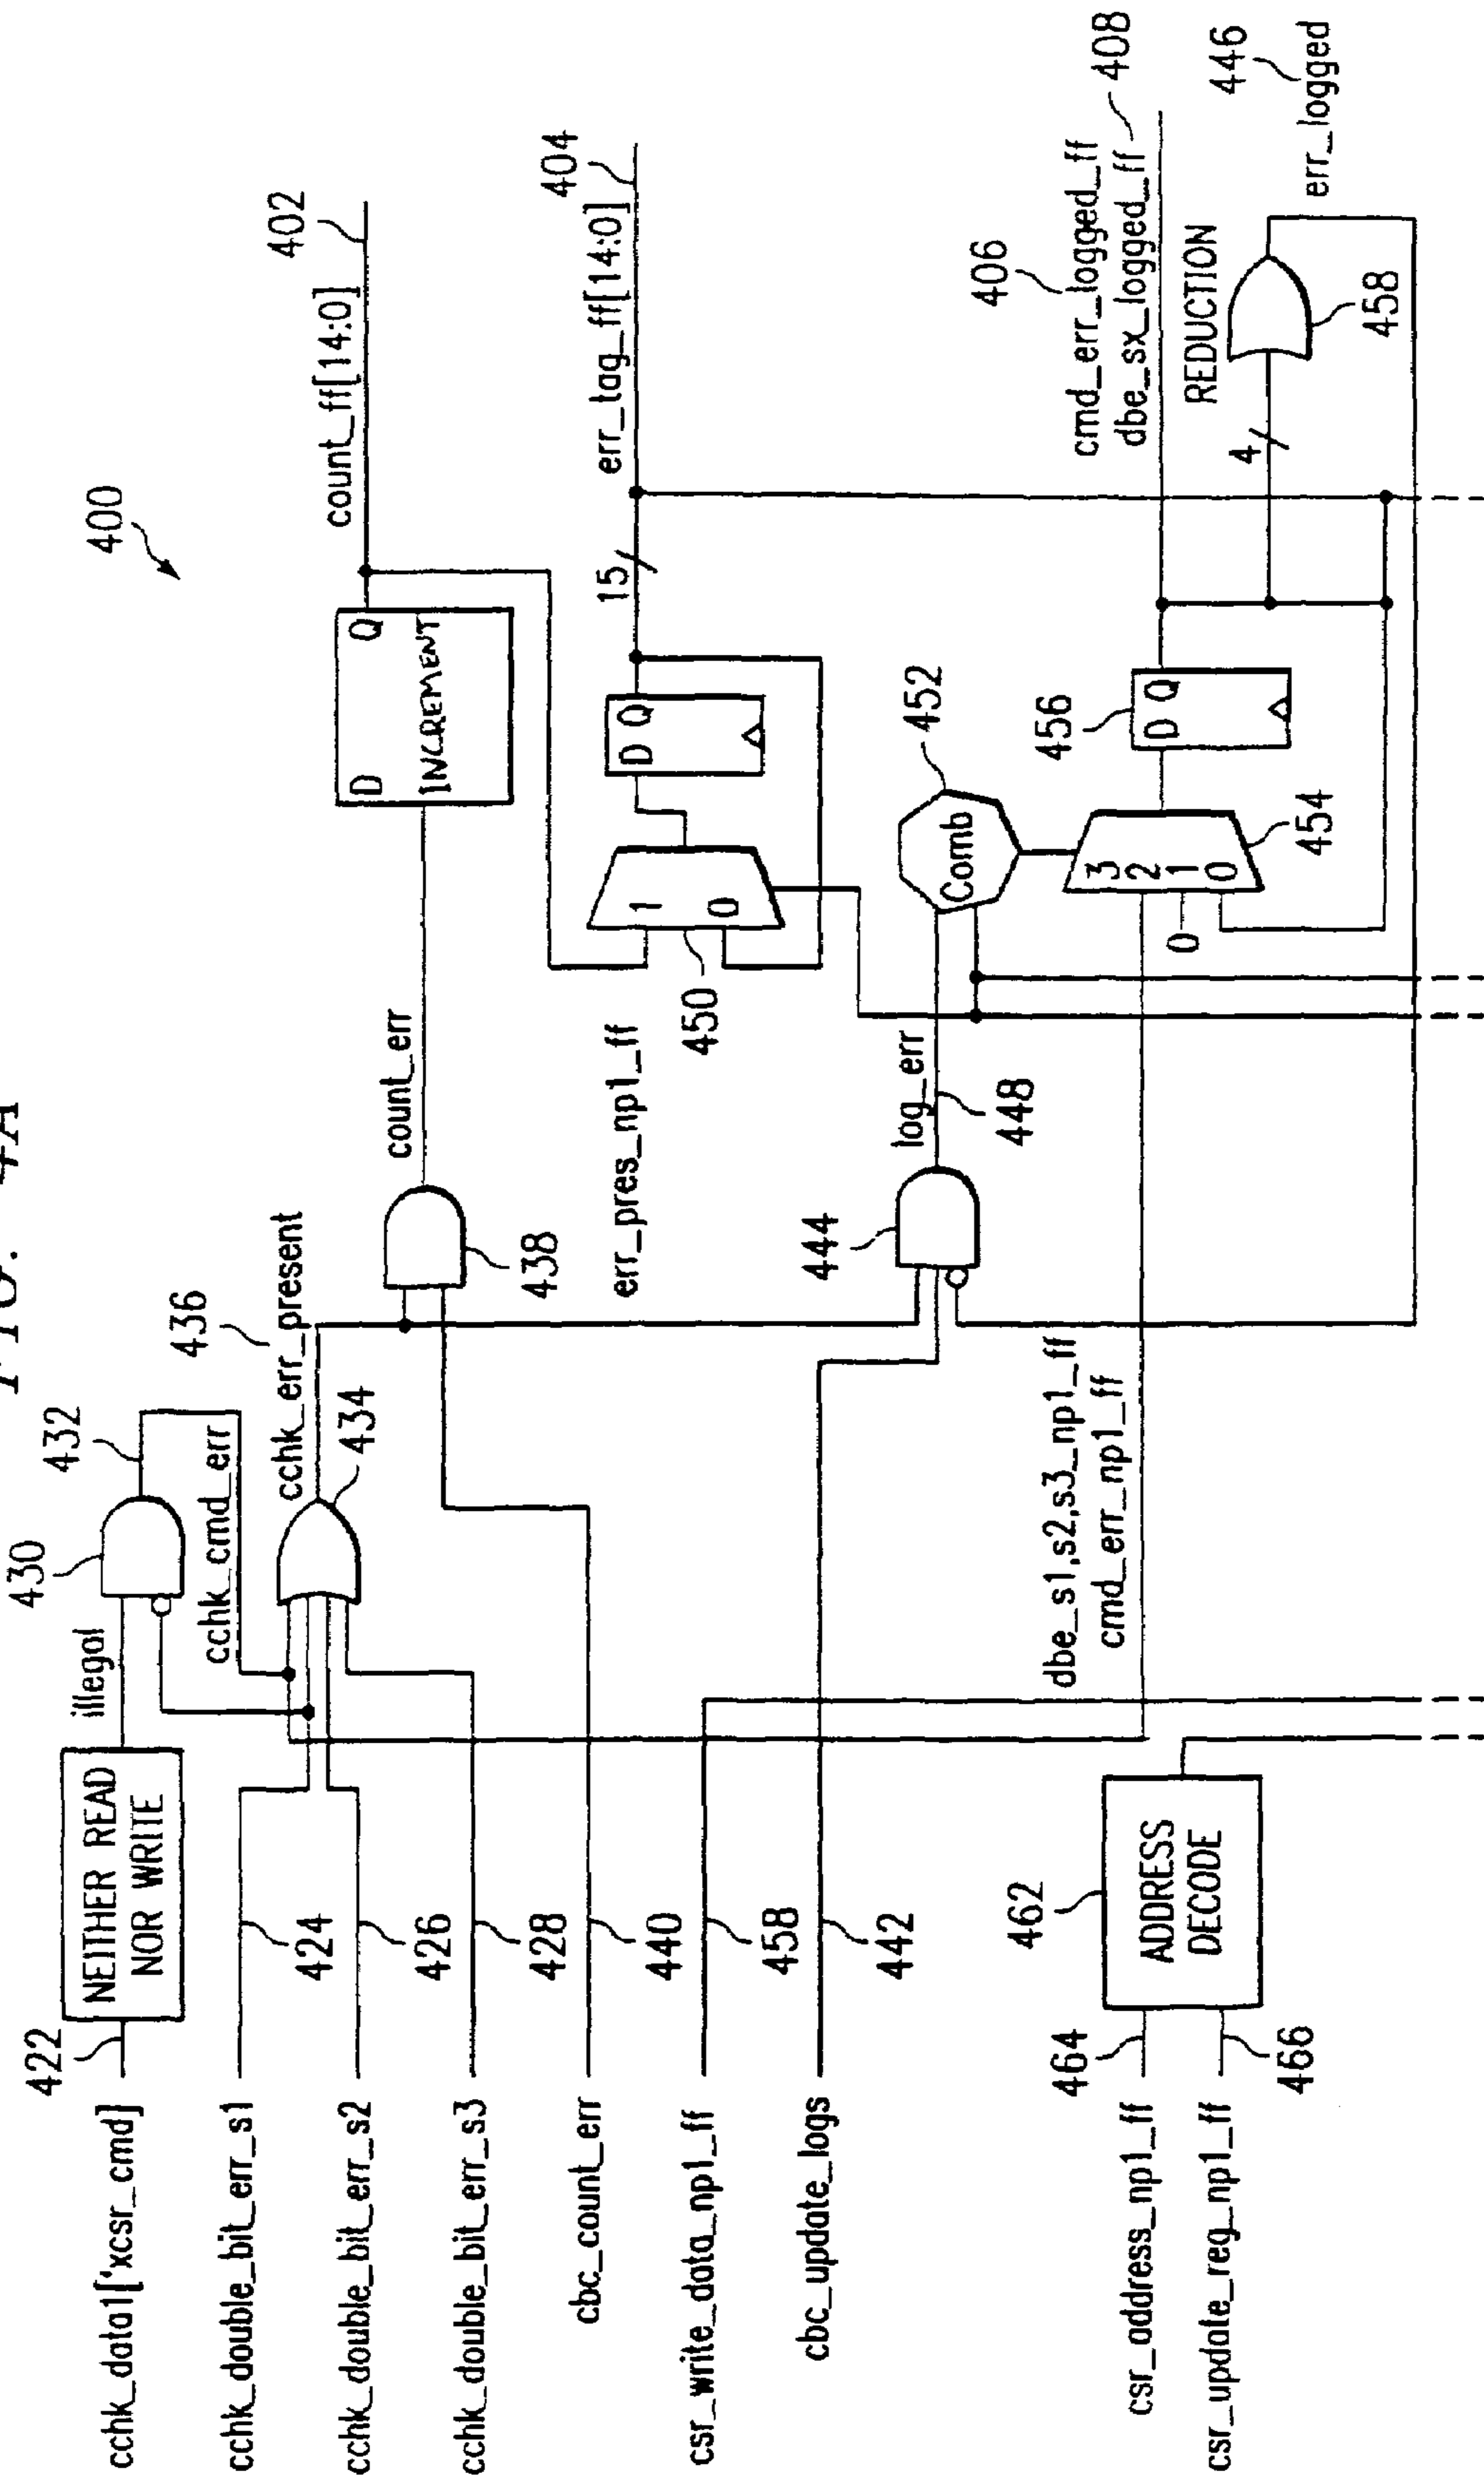 FIG. 4A
400
422
cchk_data1['xcsr_cmd]
NEITHER READ
NOR WRITE
illegal
430
432
cchk_cmd_err
cchk_double_bit_err_s1
424
cchk_double_bit_err_s2
426
cchk_double_bit_err_s3
428
434
cchk_err_present
436
cbc_count_err
440
438
count_err
D Q
INCREMENT
count_ff[14:0]
402
csr_write_data_np1_ff
458
cbc_update_logs
442
err_pres_np1_ff
450
1
0
D Q
15
err_tag_ff[14:0]
404
444
log_err
448
Comb
452
dbe_s1,s2,s3_np1_ff
cmd_err_np1_ff
0
3
2
1
0
454
456
D Q
406
cmd_err_logged_ff
dbe_sx_logged_ff
408
REDUCTION
4
458
446
err_logged
csr_address_np1_ff
464
csr_update_reg_np1_ff
466
462
ADDRESS
DECODE